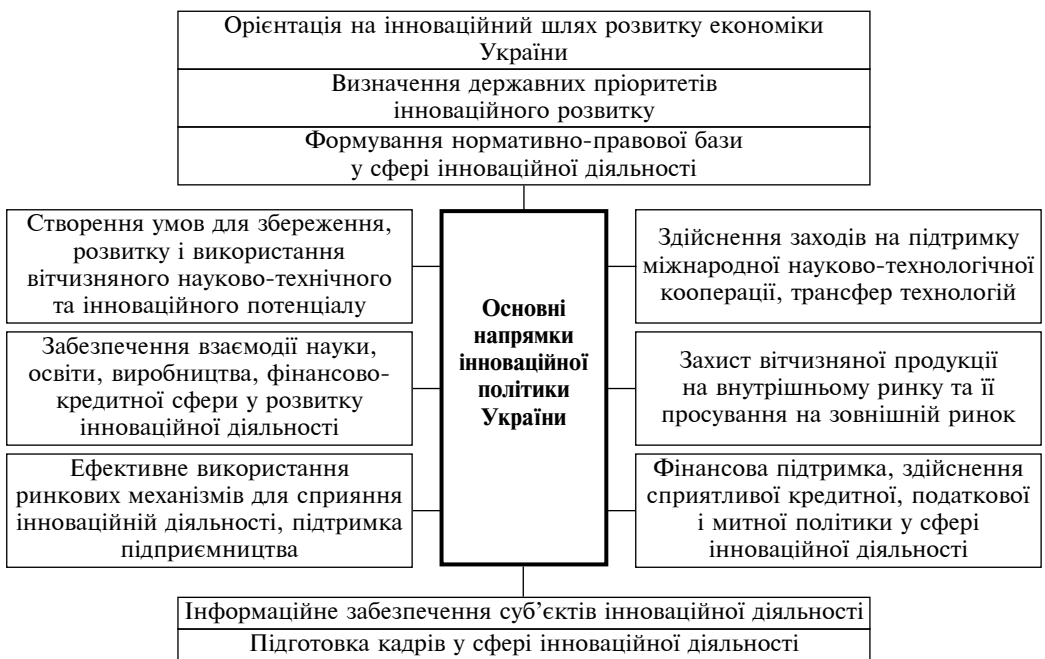 Орієнтація на інноваційний шлях розвитку економіки
України
Визначення державних пріоритетів
інноваційного розвитку
Формування нормативно-правової бази
у сфері інноваційної діяльності
Створення умов для збереження,
розвитку і використання
вітчизняного науково-технічного
та інноваційного потенціалу
Забезпечення взаємодії науки,
освіти, виробництва, фінансово-
кредитної сфери у розвитку
інноваційної діяльності
Ефективне використання
ринкових механізмів для сприяння
інноваційній діяльності, підтримка
підприємництва
Основні
напрямки
інноваційної
політики
України
Здійснення заходів на підтримку
міжнародної науково-технологічної
кооперації, трансфер технологій
Захист вітчизняної продукції
на внутрішньому ринку та її
просування на зовнішній ринок
Фінансова підтримка, здійснення
сприятливої кредитної, податкової
і митної політики у сфері
інноваційної діяльності
Інформаційне забезпечення суб’єктів інноваційної діяльності
Підготовка кадрів у сфері інноваційної діяльності